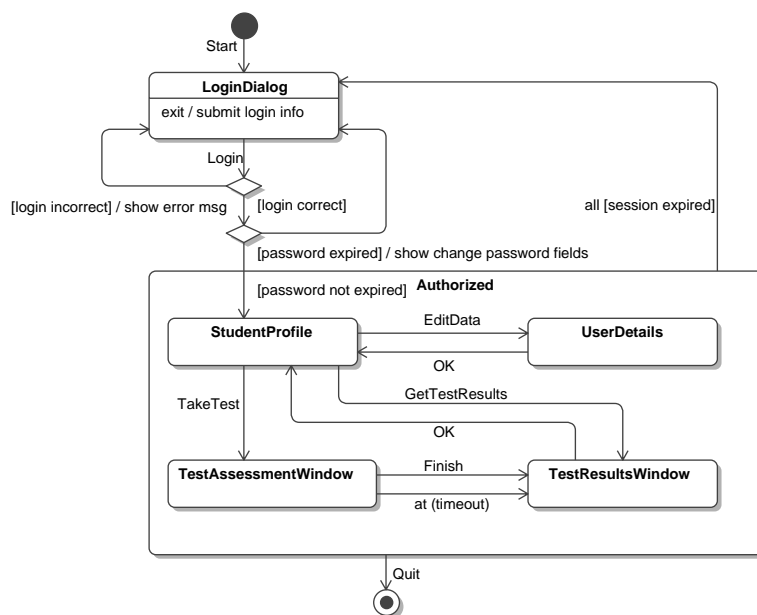 Start
LoginDialog
exit / submit login info
Login
[login incorrect] / show error msg
[login correct]
all [session expired]
[password expired] / show change password fields
Authorized
[password not expired]
StudentProfile
EditData
UserDetails
OK
GetTestResults
TakeTest
OK
TestAssessmentWindow
Finish
TestResultsWindow
at (timeout)
Quit